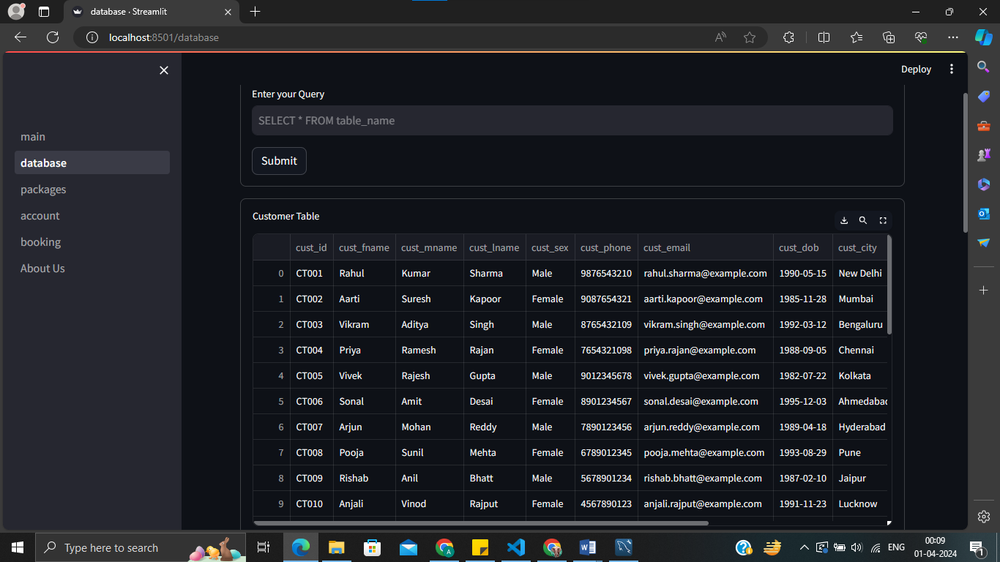 database · Streamlit
localhost:8501/database
Deploy
main
database
packages
account
booking
About Us
Enter your Query
SELECT * FROM table_name
Submit
Customer Table
cust_id cust_fname cust_mname cust_lname cust_sex cust_phone cust_email cust_dob cust_city
0 CT001 Rahul Kumar Sharma Male 9876543210 rahul.sharma@example.com 1990-05-15 New Delhi
1 CT002 Aarti Suresh Kapoor Female 9087654321 aarti.kapoor@example.com 1985-11-28 Mumbai
2 CT003 Vikram Aditya Singh Male 8765432109 vikram.singh@example.com 1992-03-12 Bengaluru
3 CT004 Priya Ramesh Rajan Female 7654321098 priya.rajan@example.com 1988-09-05 Chennai
4 CT005 Vivek Rajesh Gupta Male 9012345678 vivek.gupta@example.com 1982-07-22 Kolkata
5 CT006 Sonal Amit Desai Female 8901234567 sonal.desai@example.com 1995-12-03 Ahmedabad
6 CT007 Arjun Mohan Reddy Male 7890123456 arjun.reddy@example.com 1989-04-18 Hyderabad
7 CT008 Pooja Sunil Mehta Female 6789012345 pooja.mehta@example.com 1993-08-29 Pune
8 CT009 Rishab Anil Bhatt Male 5678901234 rishab.bhatt@example.com 1987-02-10 Jaipur
9 CT010 Anjali Vinod Rajput Female 4567890123 anjali.rajput@example.com 1991-11-23 Lucknow
Type here to search
ENG
00:09
01-04-2024
1